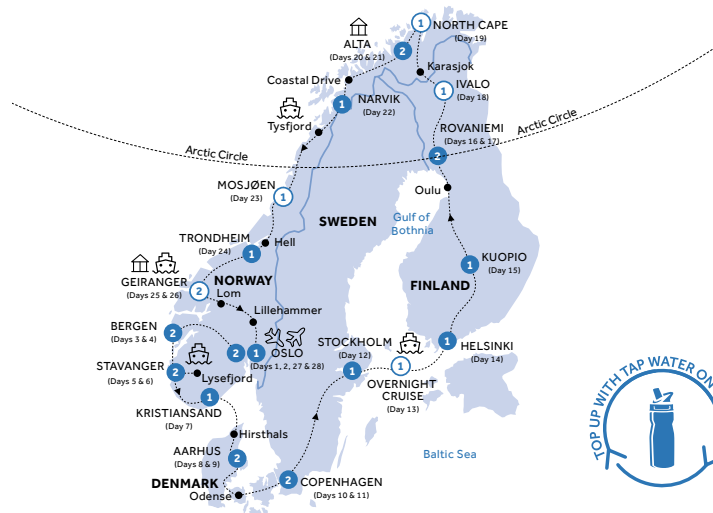 1
NORTH CAPE
(Day 19)
ALTA
2
(Days 20 & 21)
Karasjok
Coastal Drive
1
IVALO
(Day 18)
1
NARVIK
(Day 22)
Tysfjord
ROVANIEMI
(Days 16 & 17)
Arctic Circle
Arctic Circle
2
MOSJØEN
(Day 23)
1
Oulu
SWEDEN
Gulf of
Bothnia
TRONDHEIM
(Day 24)
1
Hell
KUOPIO
(Day 15)
1
GEIRANGER
(Days 25 & 26)
2
NORWAY
Lom
FINLAND
Lillehammer
BERGEN
(Days 3 & 4)
2
2
1
OSLO
(Days 1, 2, 27 & 28)
STOCKHOLM
(Day 12)
1
1
OVERNIGHT
CRUISE
(Day 13)
1
HELSINKI
(Day 14)
STAVANGER
(Days 5 & 6)
2
Lysefjord
1
KRISTIANSAND
(Day 7)
Hirsthals
AARHUS
(Days 8 & 9)
2
Baltic Sea
DENMARK
Odense
2
COPENHAGEN
(Days 10 & 11)
TOP UP WITH TAP WATER ON